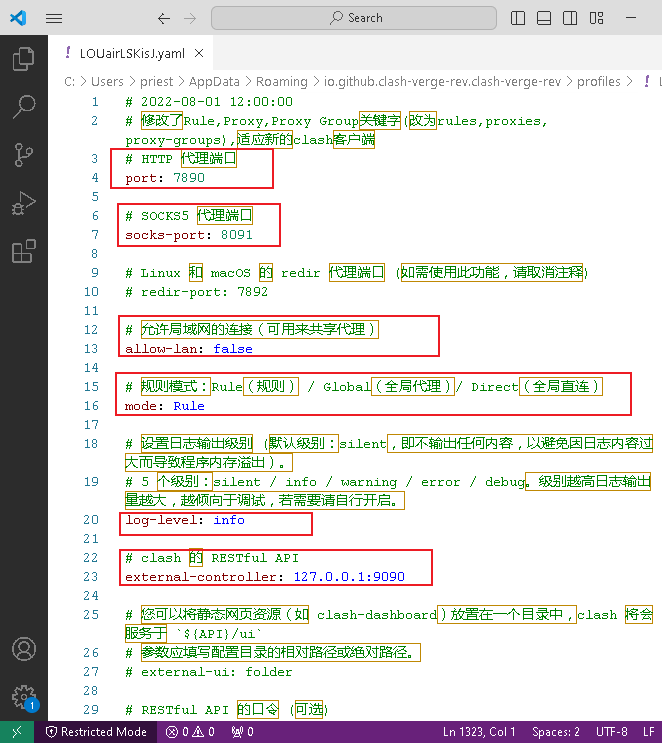 Search
LOUairLSKisJ.yaml
C: > Users > priest > AppData > Roaming > io.github.clash-verge-rev.clash-verge-rev > profiles >
1 # 2022-08-01 12:00:00
2 # 修改了Rule,Proxy,Proxy Group关键字(改为rules,proxies,
proxy-groups),适应新的clash客户端
3 # HTTP 代理端口
4 port: 7890
5
6 # SOCKS5 代理端口
7 socks-port: 8091
8
9 # Linux 和 macOS 的 redir 代理端口 (如需使用此功能，请取消注释)
10 # redir-port: 7892
11
12 # 允许局域网的连接（可用来共享代理）
13 allow-lan: false
14
15 # 规则模式：Rule（规则） / Global（全局代理）/ Direct（全局直连）
16 mode: Rule
17
18 # 设置日志输出级别 (默认级别：silent，即不输出任何内容，以避免因日志内容过
大而导致程序内存溢出）。
19 # 5 个级别：silent / info / warning / error / debug。级别越高日志输出
量越大，越倾向于调试，若需要请自行开启。
20 log-level: info
21
22 # clash 的 RESTful API
23 external-controller: 127.0.0.1:9090
24
25 # 您可以将静态网页资源（如 clash-dashboard）放置在一个目录中，clash 将会
服务于 `${API}/ui`
26 # 参数应填写配置目录的相对路径或绝对路径。
27 # external-ui: folder
28
29 # RESTful API 的口令 (可选)
1
Restricted Mode 0 0 0 Ln 1323, Col 1 Spaces: 2 UTF-8 LF